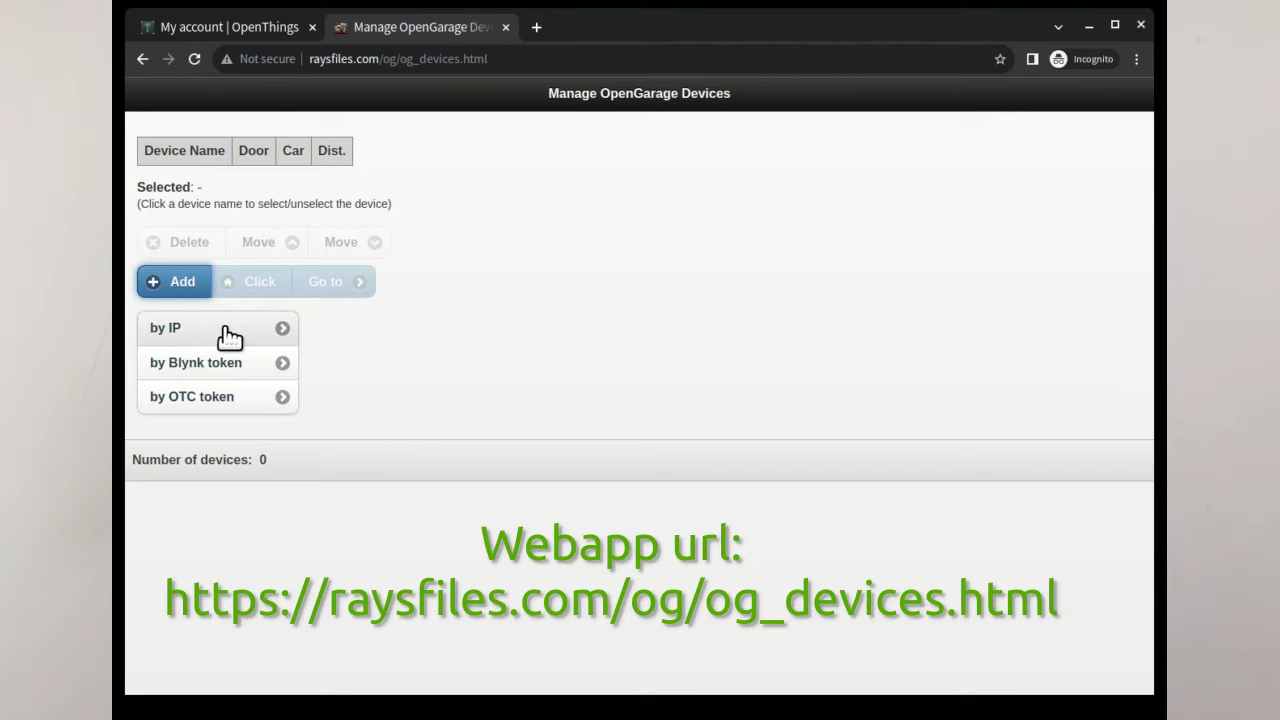 My account | OpenThings
Manage OpenGarage Dev
Not secure
raysfiles.com/og/og_devices.html
Incognito
Manage OpenGarage Devices
Device Name Door Car Dist.
Selected: -
(Click a device name to select/unselect the device)
Delete Move Move
Add Click Go to
by IP
by Blynk token
by OTC token
Number of devices: 0
Webapp url:
https://raysfiles.com/og/og_devices.html